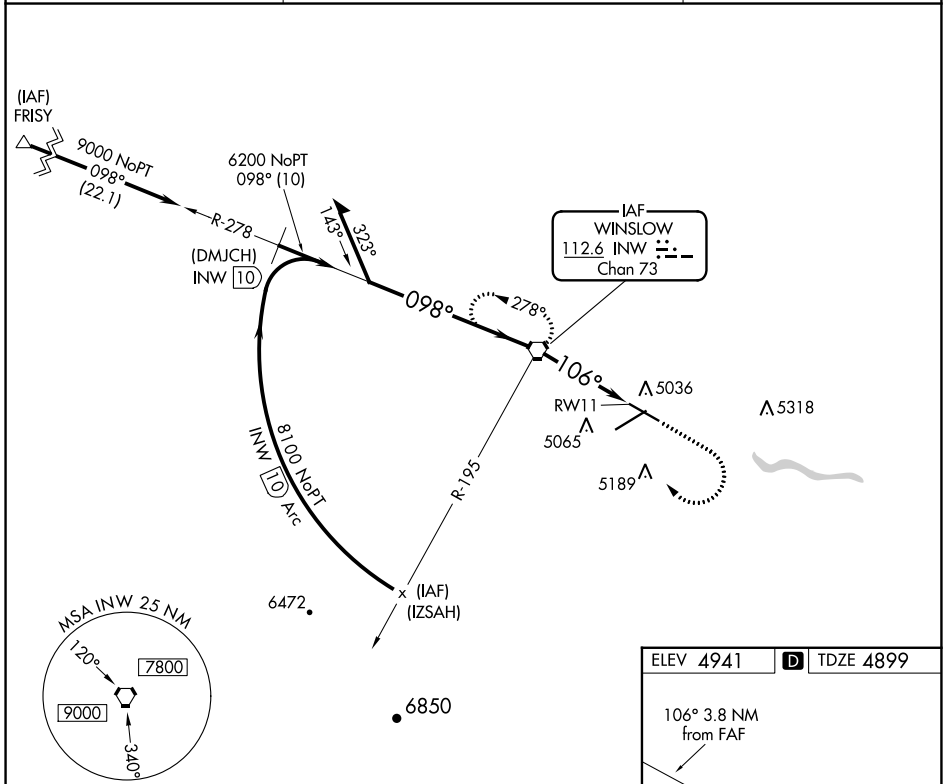 (IAF)
FRISY
9000 NoPT
098°
(22.1)
R-278
6200 NoPT
098° (10)
(DMJCH)
INW 10
143°
323°
098°
278°
IAF
WINSLOW
112.6 INW
Chan 73
106°
RW11
5036
5065
5318
5189
8100 NoPT
INW 10 Arc
R-195
(IAF)
(IZSAH)
6472
6850
MSA INW 25 NM
120°
7800
9000
340°
ELEV 4941 D TDZE 4899
106° 3.8 NM
from FAF